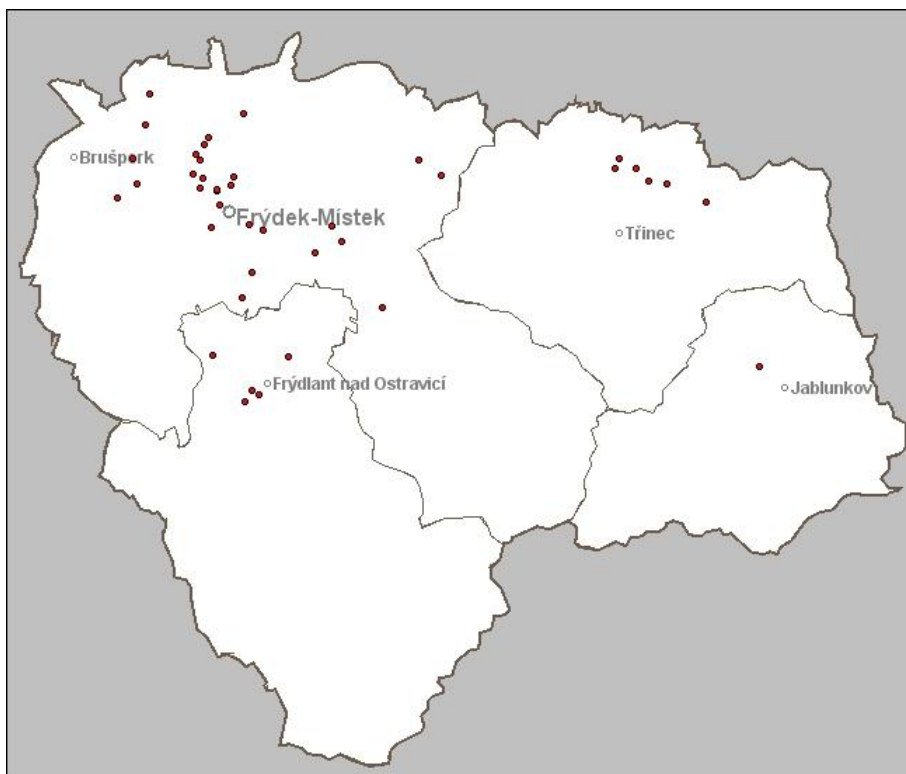 Brušperk
Frýdek-Místek
Třinec
Frýdlant nad Ostravicí
Jablunkov